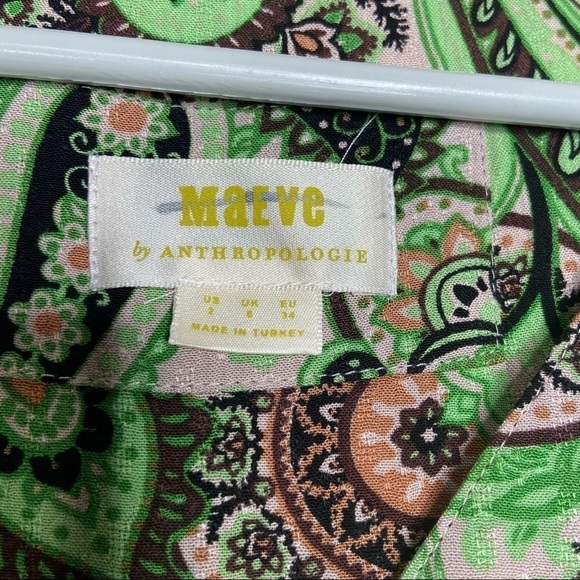 MAEVE
by ANTHROPOLOGIE
US UK EU
2 6 34
MADE IN TURKEY